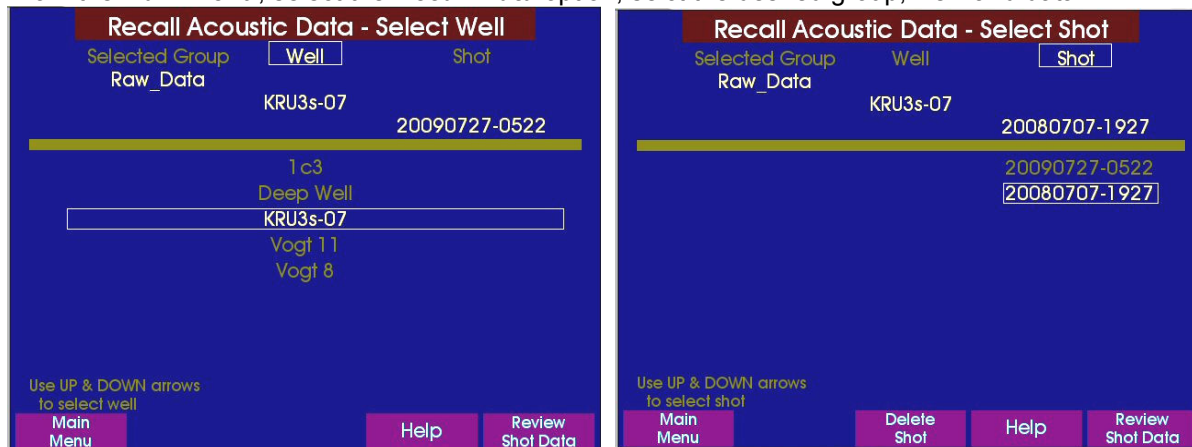 Recall Acoustic Data - Select Well
Selected Group Well Shot
Raw_Data
KRU3s-07
20090727-0522
1c3
Deep Well
KRU3s-07
Vogt 11
Vogt 8
Use UP & DOWN arrows
to select well
Main Menu
Help
Review Shot Data
Recall Acoustic Data - Select Shot
Selected Group Well Shot
Raw_Data
KRU3s-07
20080707-1927
20090727-0522
20080707-1927
Use UP & DOWN arrows
to select shot
Main Menu
Delete Shot
Help
Review Shot Data